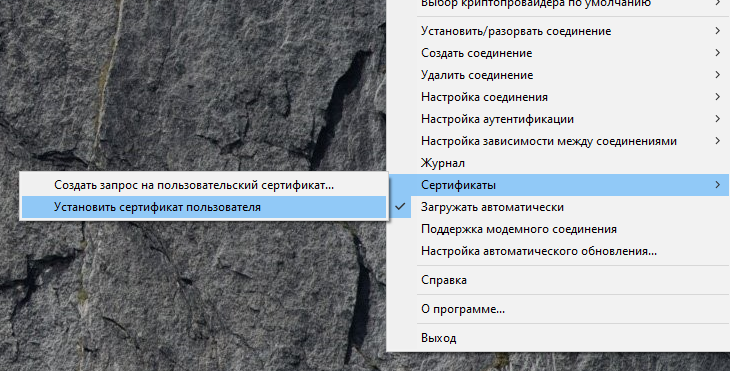 Выбор криптопровайдера по умолчанию
Установить/разорвать соединение
Создать соединение
Удалить соединение
Настройка соединения
Настройка аутентификации
Настройка зависимости между соединениями
Журнал
Сертификаты
Создать запрос на пользовательский сертификат...
Установить сертификат пользователя
Загружать автоматически
Поддержка модемного соединения
Настройка автоматического обновления...
Справка
О программе...
Выход